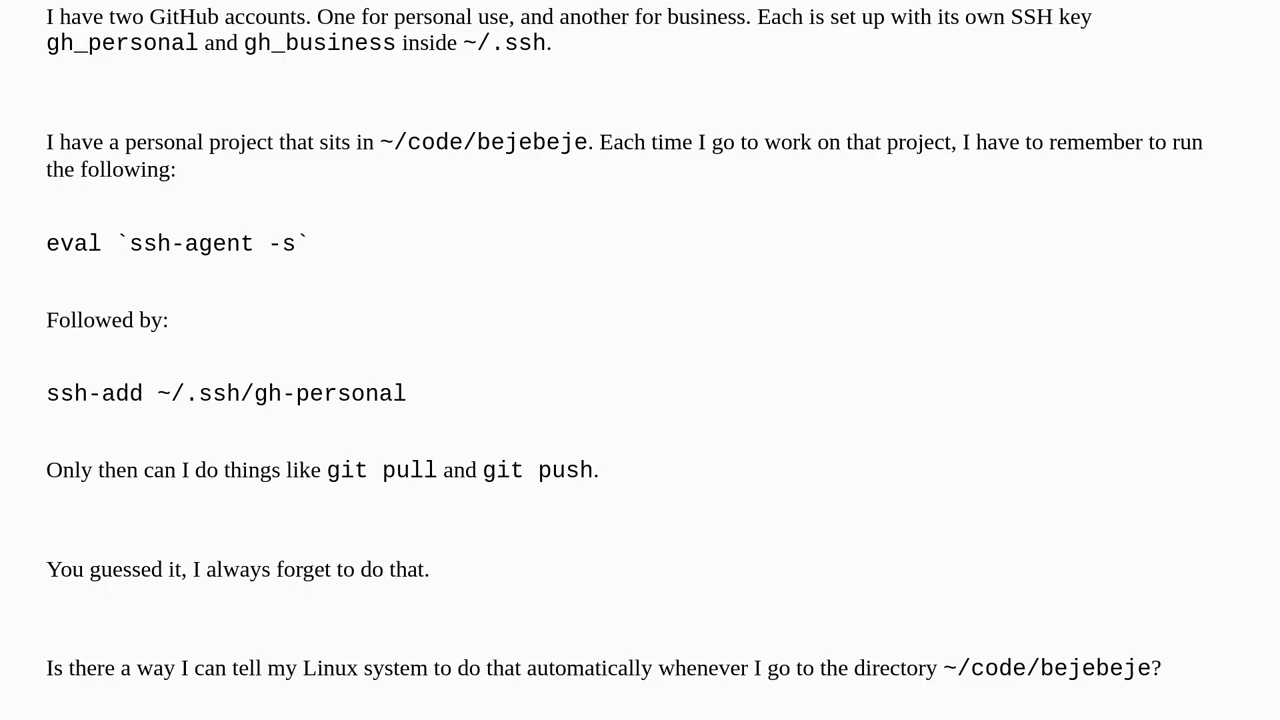 I have two GitHub accounts. One for personal use, and another for business. Each is set up with its own SSH key
gh_personal and gh_business inside ~/.ssh.
I have a personal project that sits in ~/code/bejebeje. Each time I go to work on that project, I have to remember to run
the following:
eval `ssh-agent -s`
Followed by:
ssh-add ~/.ssh/gh-personal
Only then can I do things like git pull and git push.
You guessed it, I always forget to do that.
Is there a way I can tell my Linux system to do that automatically whenever I go to the directory ~/code/bejebeje?